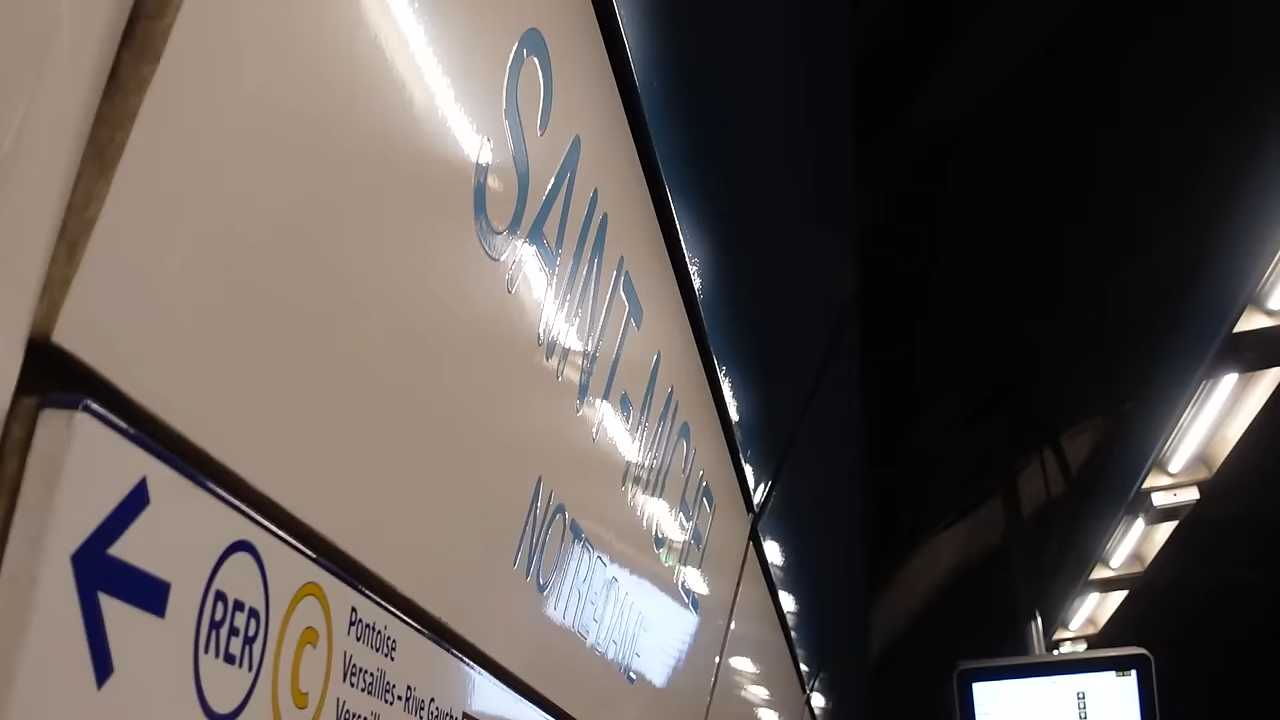 SAINT-MICHEL
NOTRE-DAME
RER C
Pontoise
Versailles – Rive Gauche